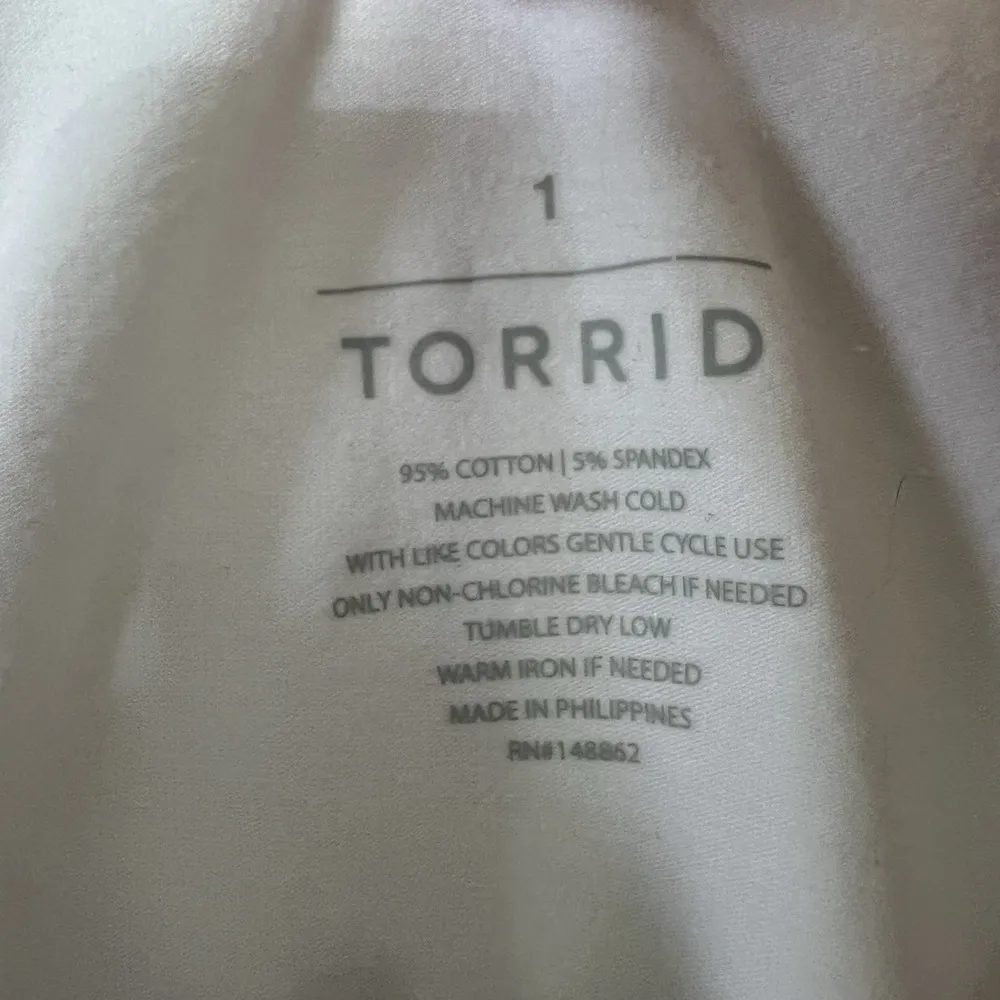 1
TORRID
95% COTTON | 5% SPANDEX
MACHINE WASH COLD
WITH LIKE COLORS GENTLE CYCLE USE
ONLY NON-CHLORINE BLEACH IF NEEDED
TUMBLE DRY LOW
WARM IRON IF NEEDED
MADE IN PHILIPPINES
RN#148862